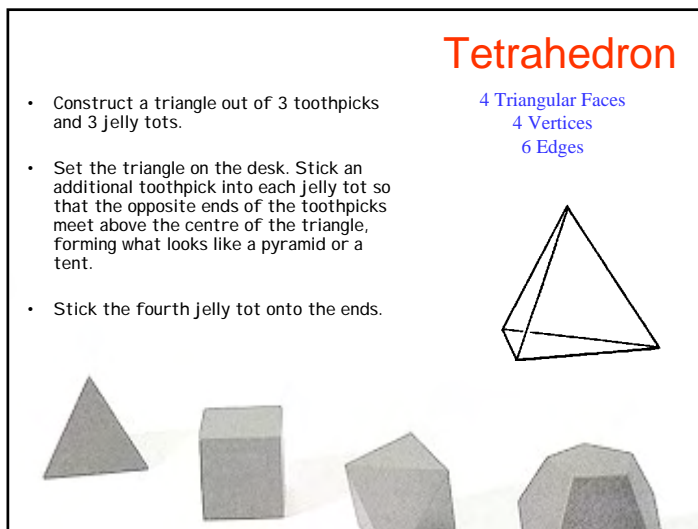 Tetrahedron
4 Triangular Faces
4 Vertices
6 Edges
• Construct a triangle out of 3 toothpicks
and 3 jelly tots.
• Set the triangle on the desk. Stick an
additional toothpick into each jelly tot so
that the opposite ends of the toothpicks
meet above the centre of the triangle,
forming what looks like a pyramid or a
tent.
• Stick the fourth jelly tot onto the ends.